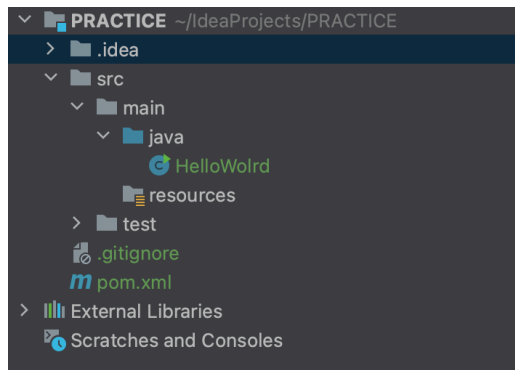 PRACTICE ~/IdeaProjects/PRACTICE
.idea
src
main
java
HelloWolrd
resources
test
.gitignore
pom.xml
External Libraries
Scratches and Consoles